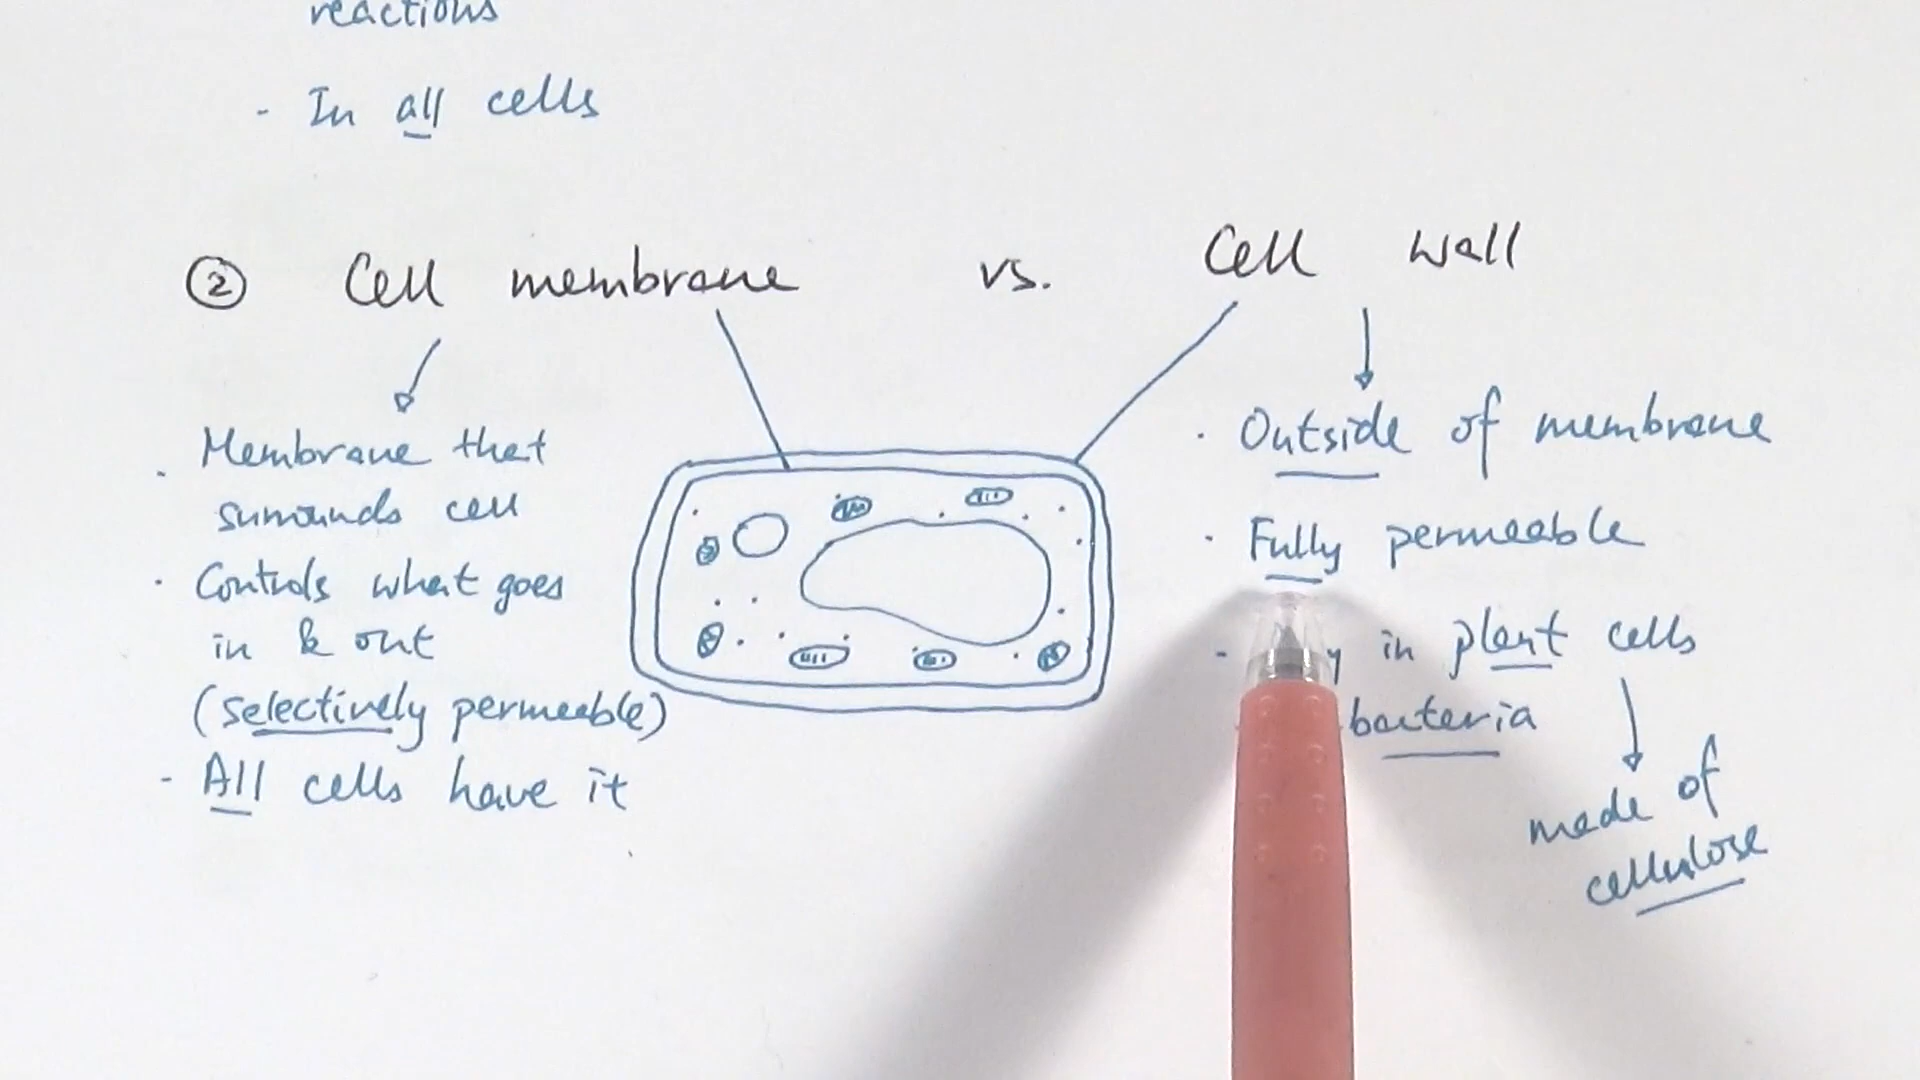 reactions
- In all cells
② Cell membrane vs. Cell wall
· Membrane that
surrounds cell
· Controls what goes
in & out
(selectively permeable)
- All cells have it
· Outside of membrane
· Fully permeable
- in plant cells
bacteria
made of
cellulose